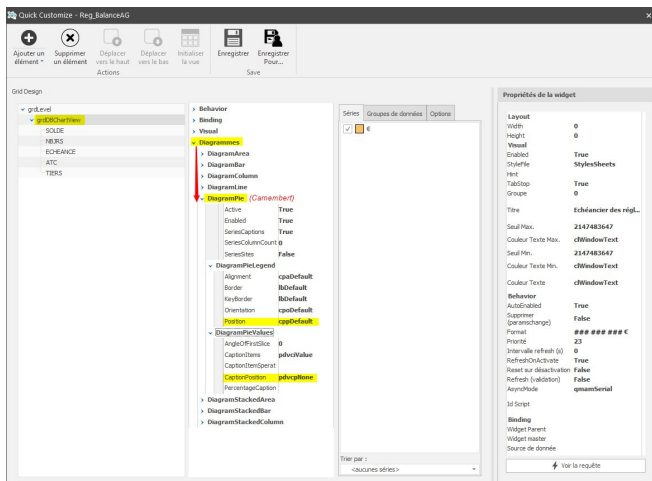 Quick Customize - Reg_BalanceAG
Ajouter un élément
Supprimer un élément
Déplacer vers le haut
Déplacer vers le bas
Initialiser la vue
Enregistrer
Enregistrer Pour...
Actions
Save
Grid Design
grdLevel
grdDBChartView
SOLDE
NBJRS
ECHEANCE
ATC
TIERS
Behavior
Binding
Visual
Diagrammes
DiagramArea
DiagramBar
DiagramColumn
DiagramLine
DiagramPie (Camembert)
Active True
Enabled True
SeriesCaptions True
SeriesColumnCount 0
SeriesSites False
DiagramPieLegend
Alignment cpaDefault
Border lbDefault
KeyBorder lbDefault
Orientation cpoDefault
Position cppDefault
DiagramPieValues
AngleOfFirstSlice 0
CaptionItems pdvciValue
CaptionItemSperat
CaptionPosition pdvcpNone
PercentageCaption
DiagramStackedArea
DiagramStackedBar
DiagramStackedColumn
Séries Groupes de données Options
€
Trier par :
<aucunes séries>
Propriétés de la widget
Layout
Width 0
Height 0
Visual
Enabled True
StyleFile StylesSheets
Hint
TabStop True
Groupe 0
Titre Echéancier des régl...
Seuil Max. 2147483647
Couleur Texte Max. clWindowText
Seuil Min. 2147483647
Couleur Texte Min. clWindowText
Couleur Texte clWindowText
Behavior
AutoEnabled True
Supprimer (paramschange) False
Format ### ### ### €
Priorité 23
Intervalle refresh (s) 0
RefreshOnActivate True
Reset sur désactivation False
Refresh (validation) False
AsyncMode qmamSerial
Id Script
Binding
Widget Parent
Widget master
Source de donnée
Voir la requête